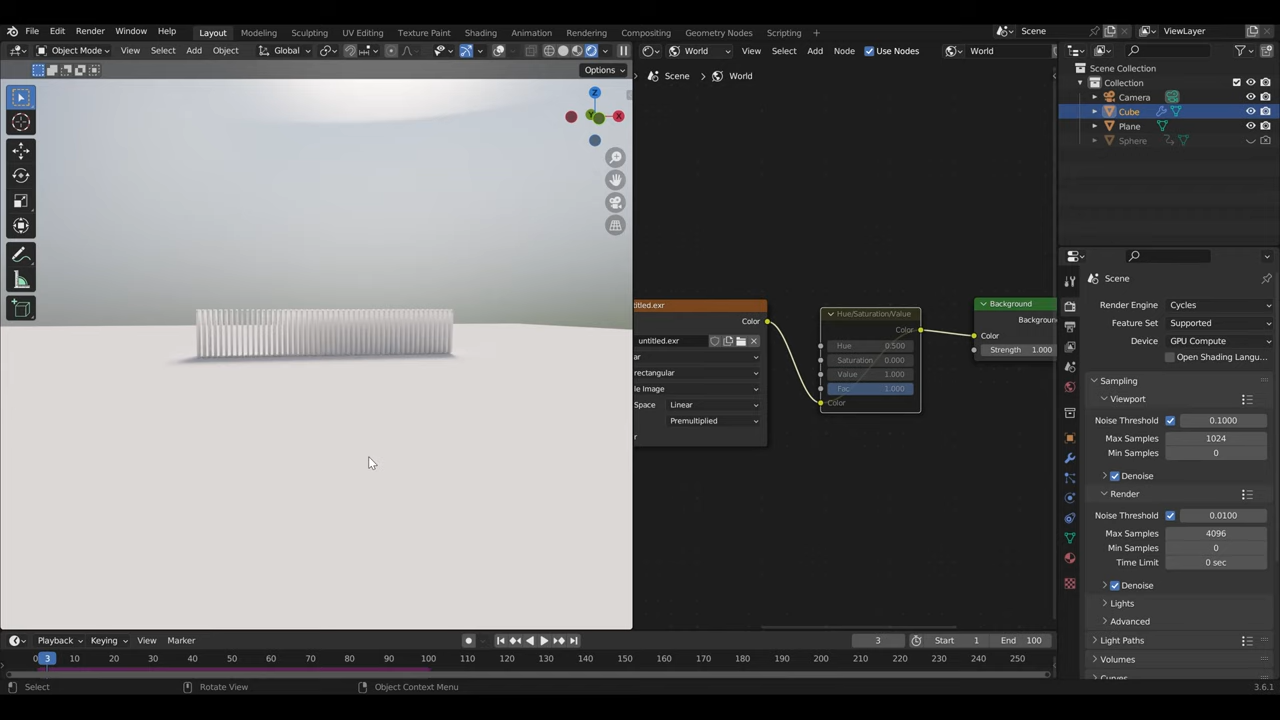 File Edit Render Window Help Layout Modeling Sculpting UV Editing Texture Paint Shading Animation Rendering Compositing Geometry Nodes Scripting + Scene ViewLayer
Object Mode View Select Add Object Global World View Select Add Node Use Nodes World
Options
Scene > World
Scene Collection
Collection
Camera
Cube
Plane
Sphere
Z
Y X
Scene
Render Engine Cycles
Feature Set Supported
Device GPU Compute
Open Shading Langu...
Sampling
Viewport
Noise Threshold 0.1000
Max Samples 1024
Min Samples 0
Denoise
Render
Noise Threshold 0.0100
Max Samples 4096
Min Samples 0
Time Limit 0 sec
Denoise
Lights
Advanced
Light Paths
Volumes
Curves
titled.exr
Color
untitled.exr
ar
rectangular
le Image
Space Linear
Premultiplied
r
Hue/Saturation/Value
Color
Hue 0.500
Saturation 0.000
Value 1.000
Fac 1.000
Color
Background
Background
Color
Strength 1.000
Playback Keying View Marker 3 Start 1 End 100
0 3 10 20 30 40 50 60 70 80 90 100 110 120 130 140 150 160 170 180 190 200 210 220 230 240 250
Select Rotate View Object Context Menu 3.6.1